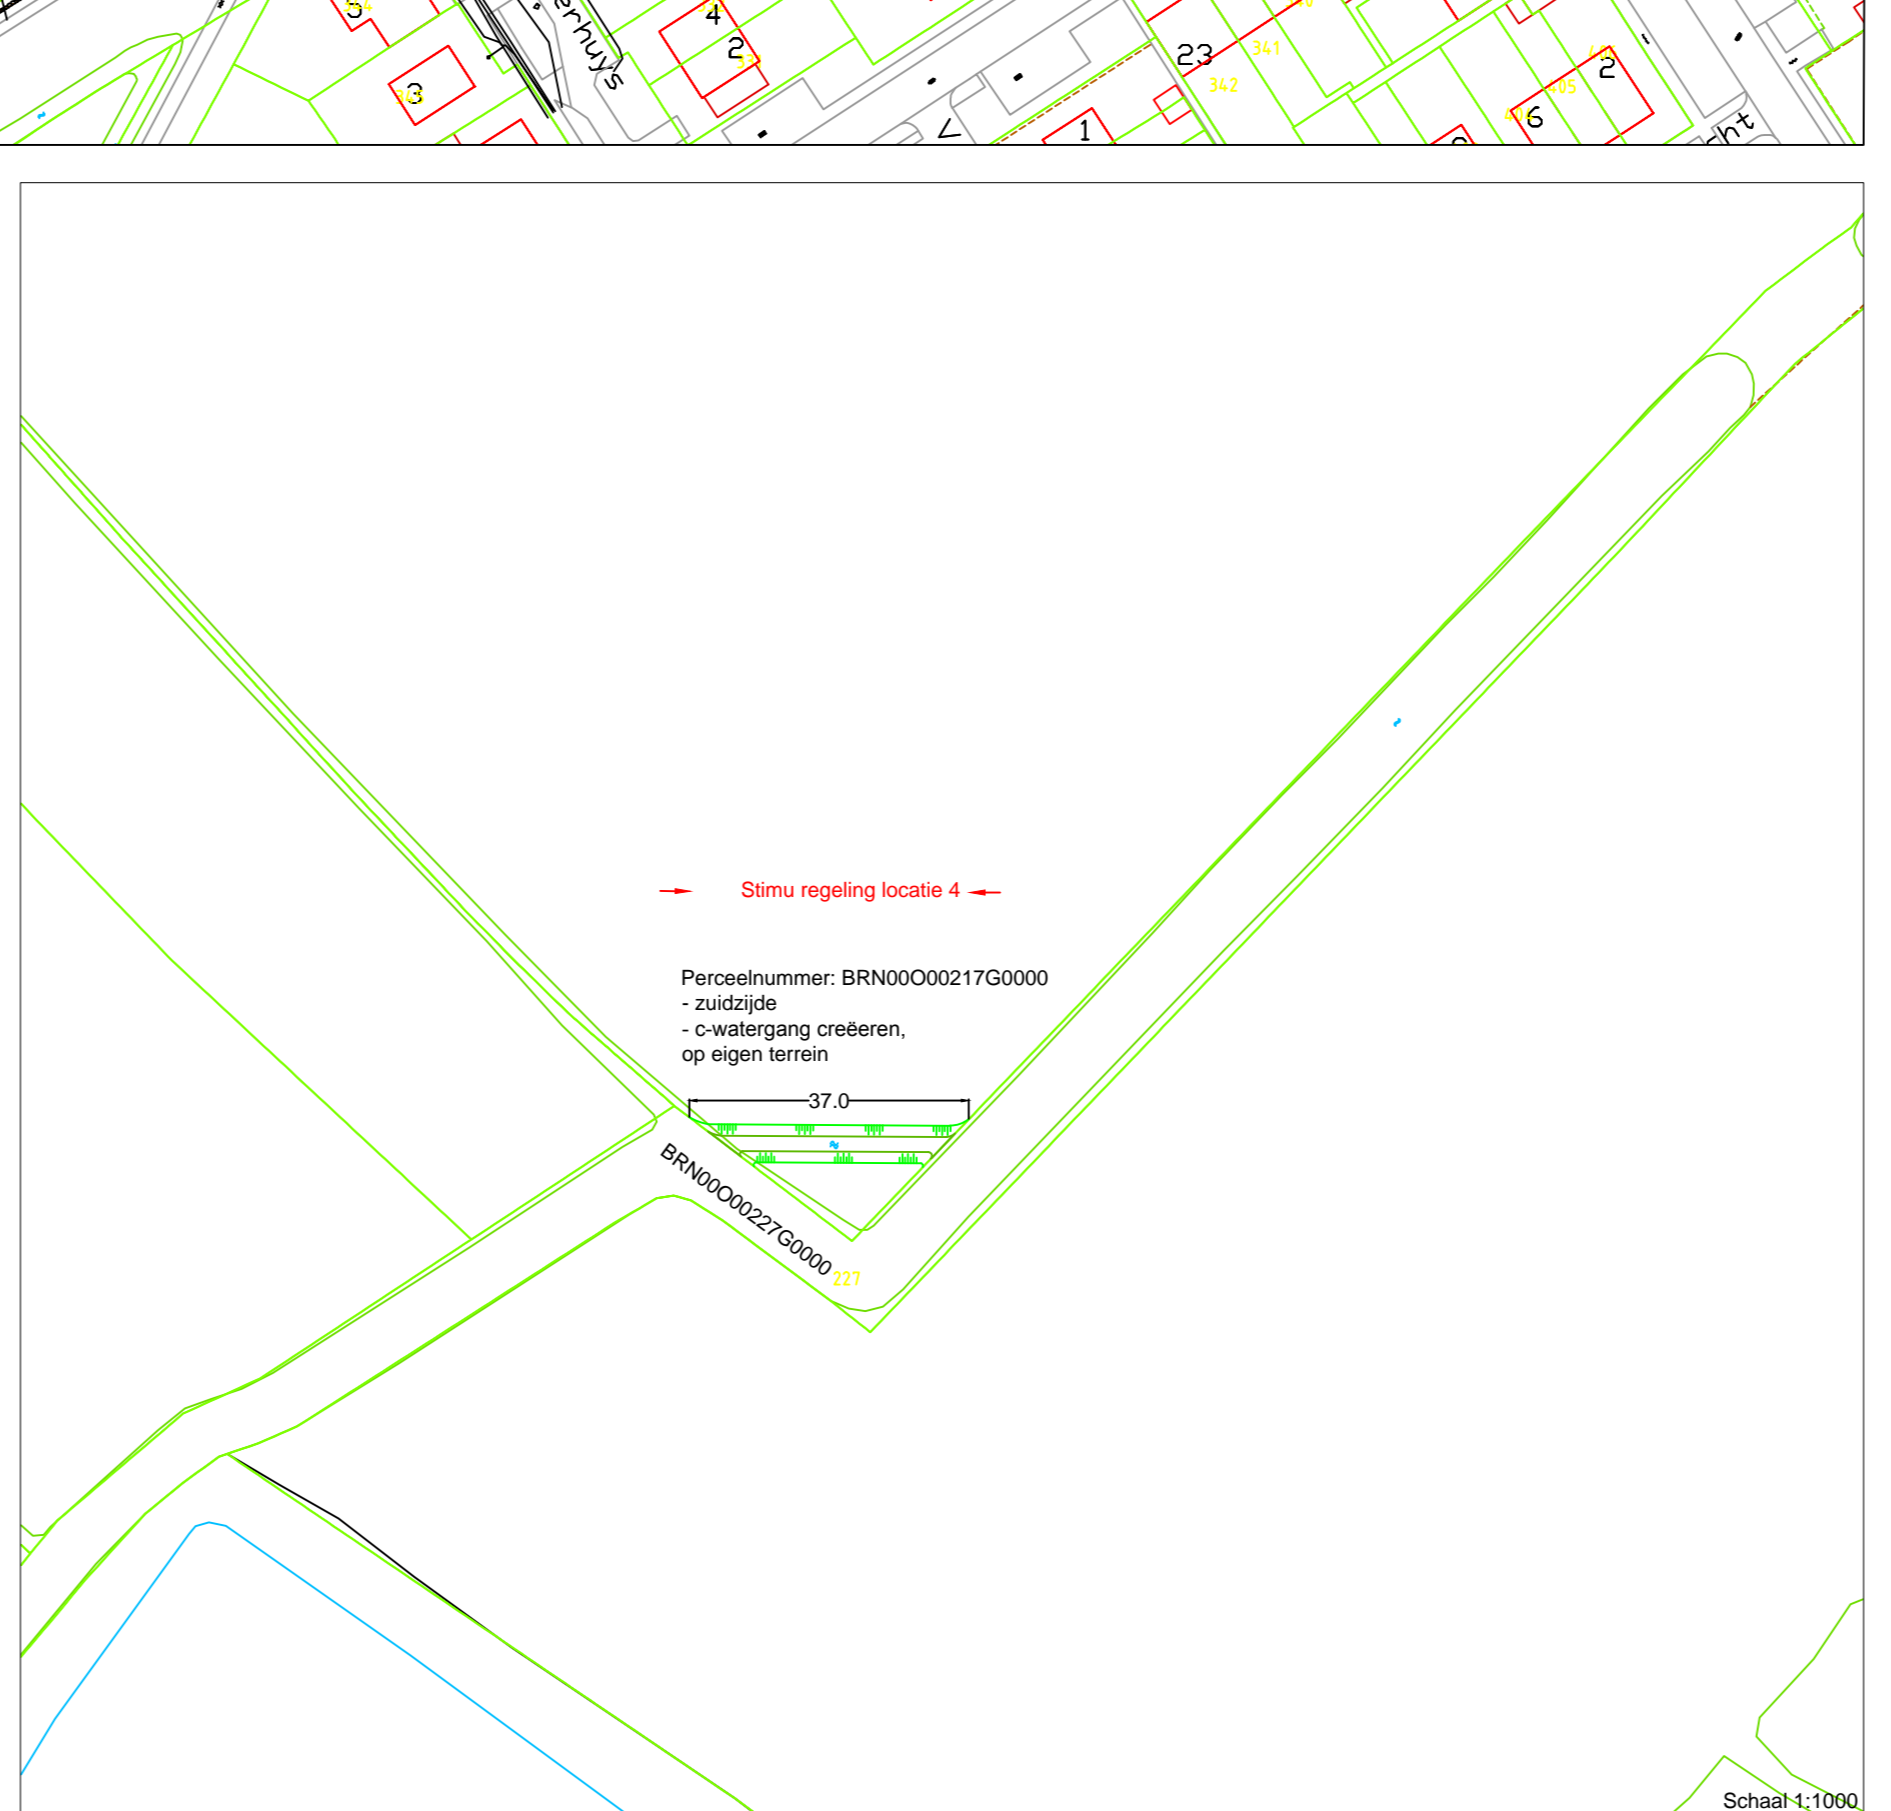 4
2
23
341
342
3
1
2
405
6
Stimu regeling locatie 4
Perceelnummer: BRN00O00217G0000
- zuidzijde
- c-watergang creëeren,
op eigen terrein
37.0
BRN00O00227G0000
227
Schaal 1:1000